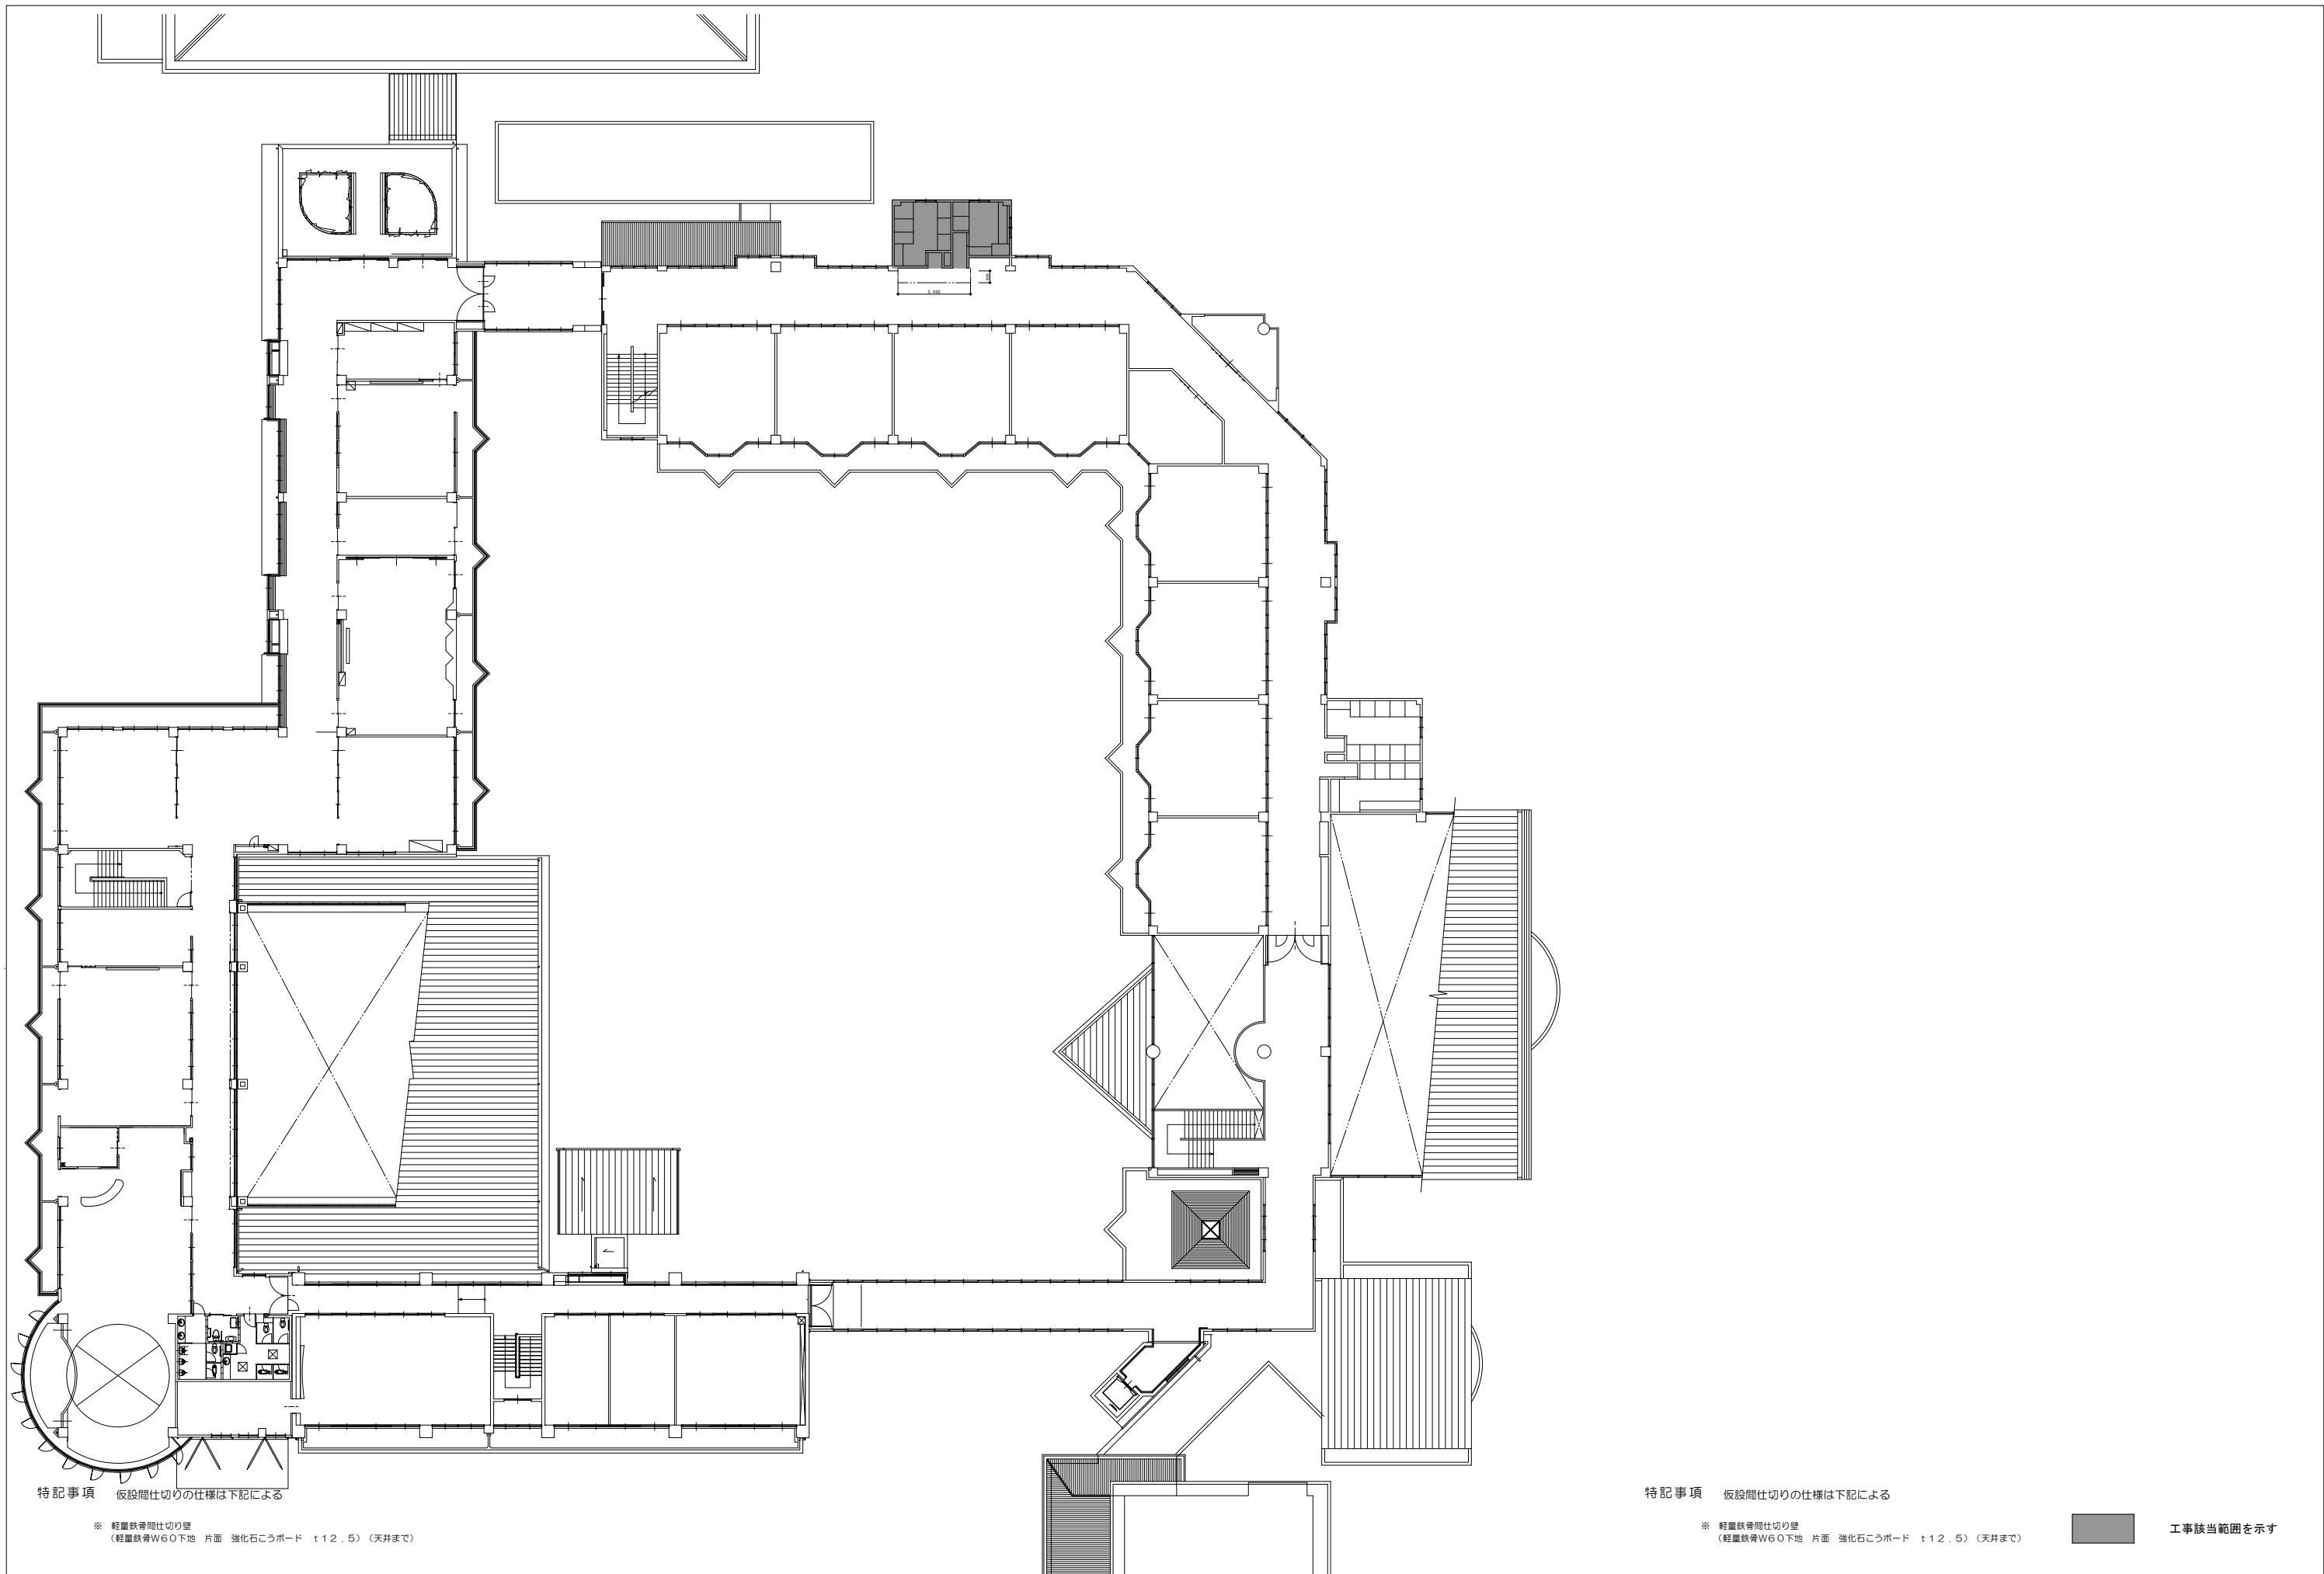 特記事項　仮設間仕切りの仕様は下記による
※　軽量鉄骨間仕切り壁
（軽量鉄骨Ｗ６０下地　片面　強化石こうボード　ｔ１２．５）（天井まで）
特記事項　仮設間仕切りの仕様は下記による
※　軽量鉄骨間仕切り壁
（軽量鉄骨Ｗ６０下地　片面　強化石こうボード　ｔ１２．５）（天井まで）
工事該当範囲を示す